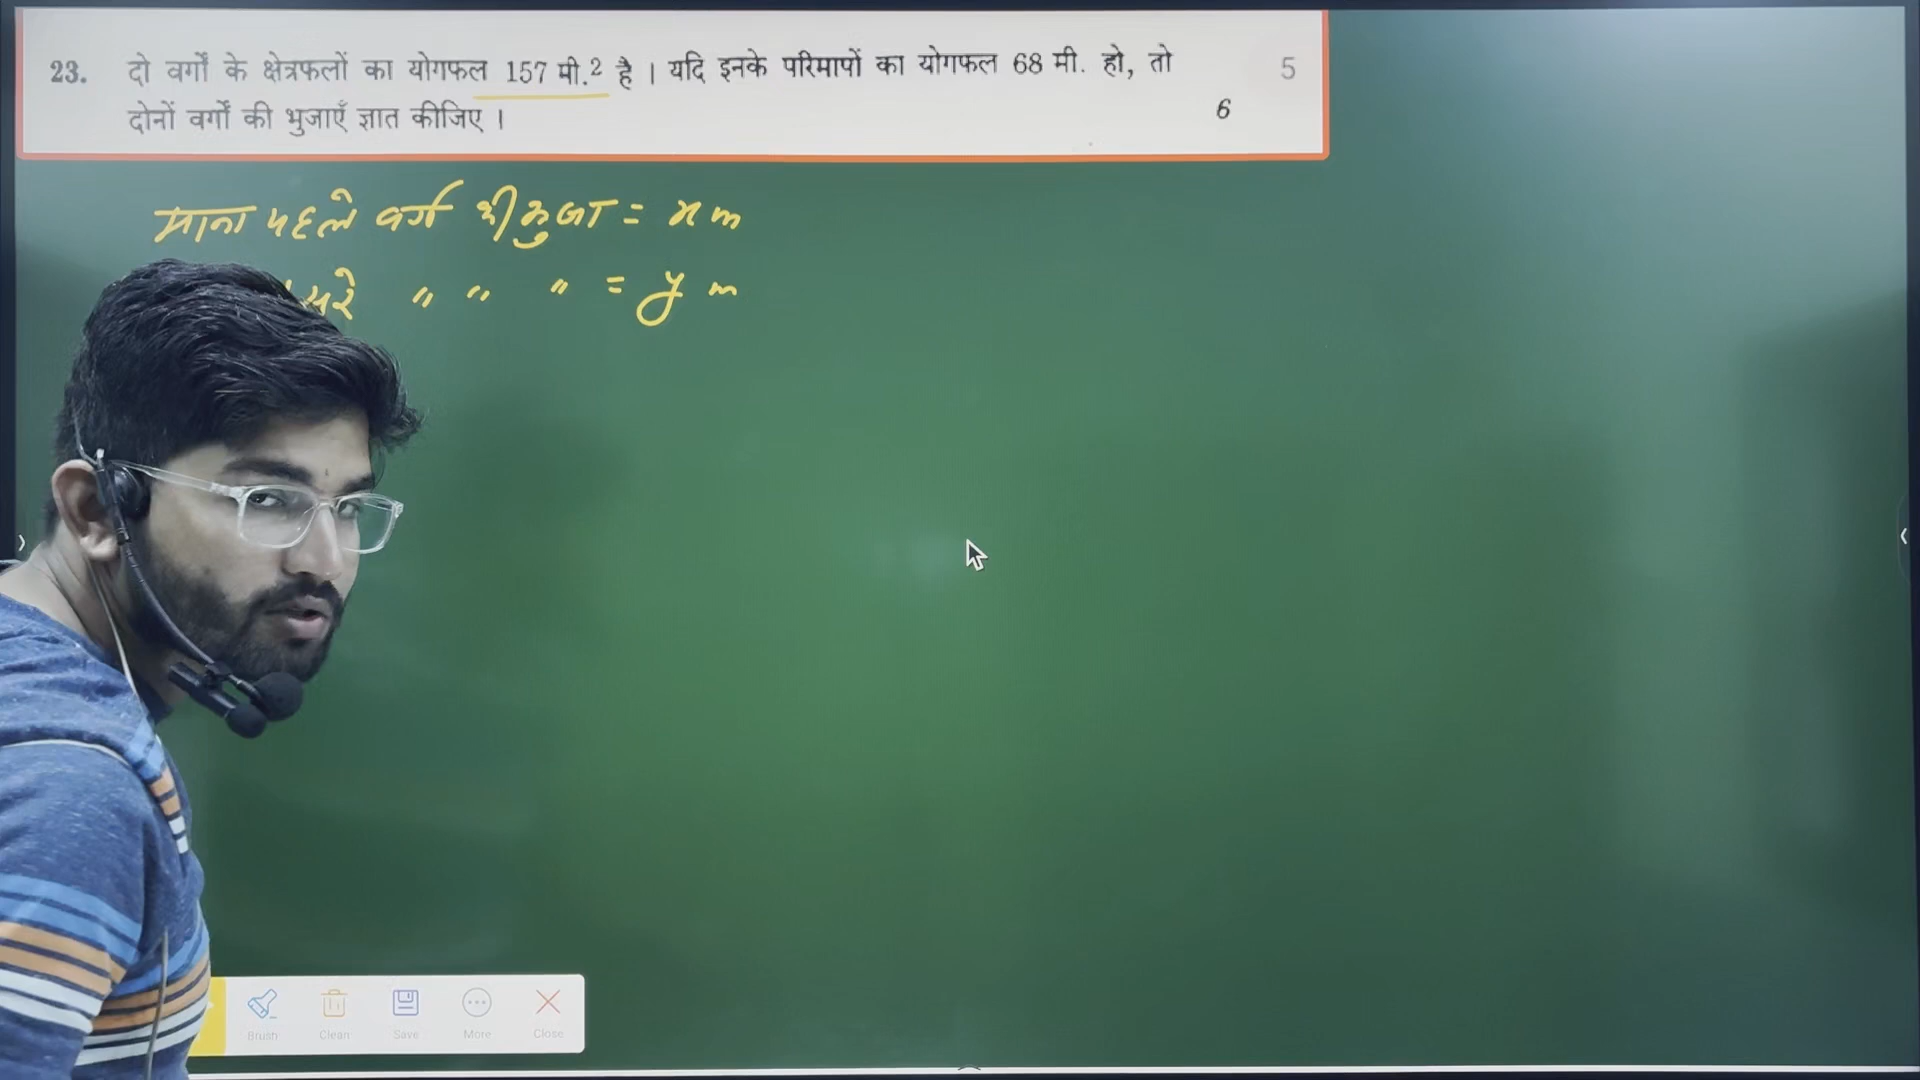 23. दो वर्गों के क्षेत्रफलों का योगफल 157 मी.² है । यदि इनके परिमापों का योगफल 68 मी. हो, तो 5
दोनों वर्गों की भुजाएँ ज्ञात कीजिए । 6
माना पहले वर्ग की भुजा = x m
सरे " " " = y m
Brush Clean Save More Close